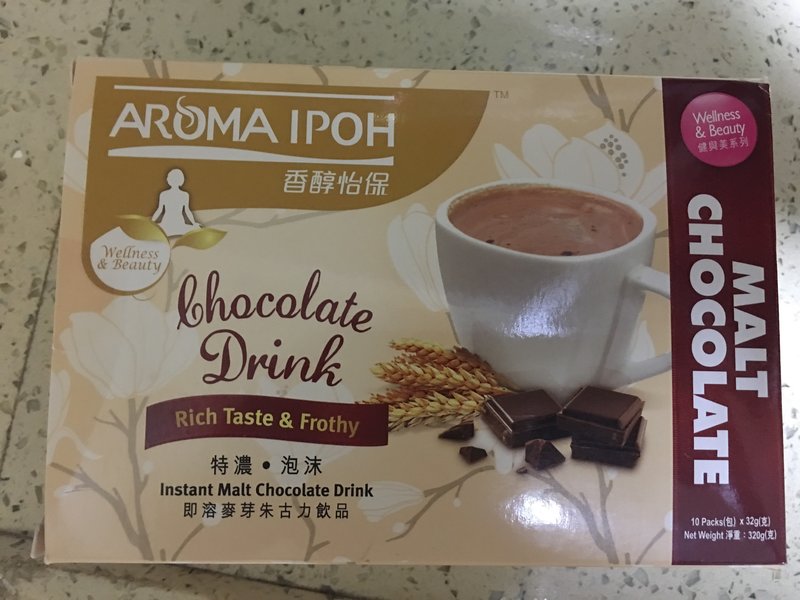 AROMA IPOH
TM
香醇怡保
Wellness
& Beauty
Chocolate
Drink
Rich Taste & Frothy
特濃 • 泡沫
Instant Malt Chocolate Drink
即溶麥芽朱古力飲品
Wellness
& Beauty
健與美系列
MALT
CHOCOLATE
10 Packs(包) x 32g(克)
Net Weight 淨重：320g(克)